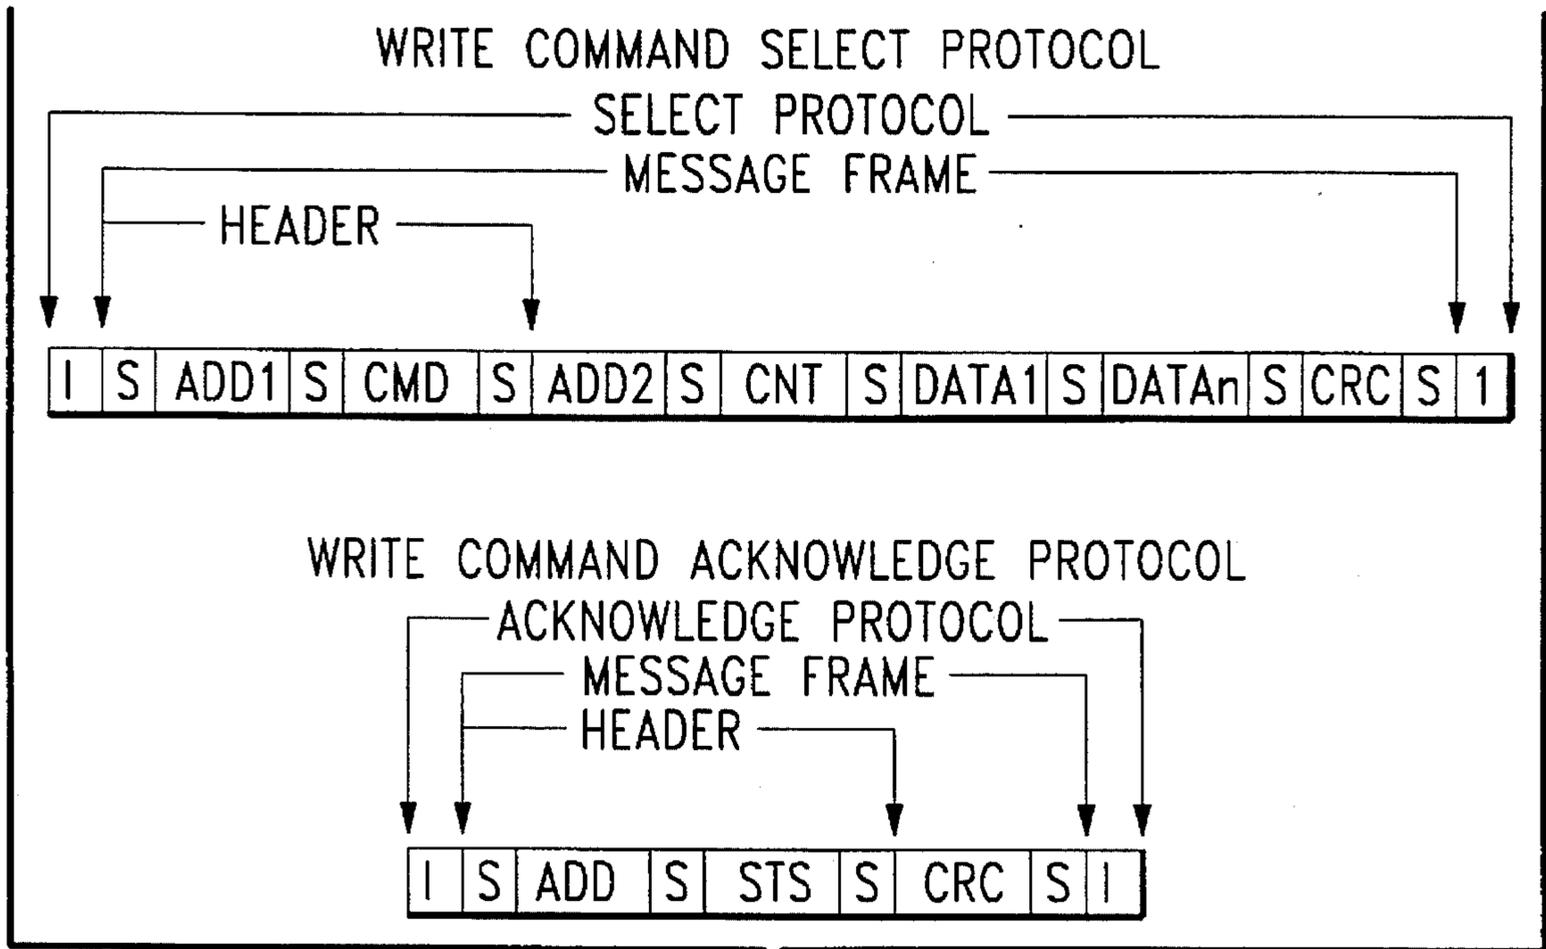 WRITE COMMAND SELECT PROTOCOL
SELECT PROTOCOL
MESSAGE FRAME
HEADER
I S ADD1 S CMD S ADD2 S CNT S DATA1 S DATAn S CRC S 1
WRITE COMMAND ACKNOWLEDGE PROTOCOL
ACKNOWLEDGE PROTOCOL
MESSAGE FRAME
HEADER
I S ADD S STS S CRC S I